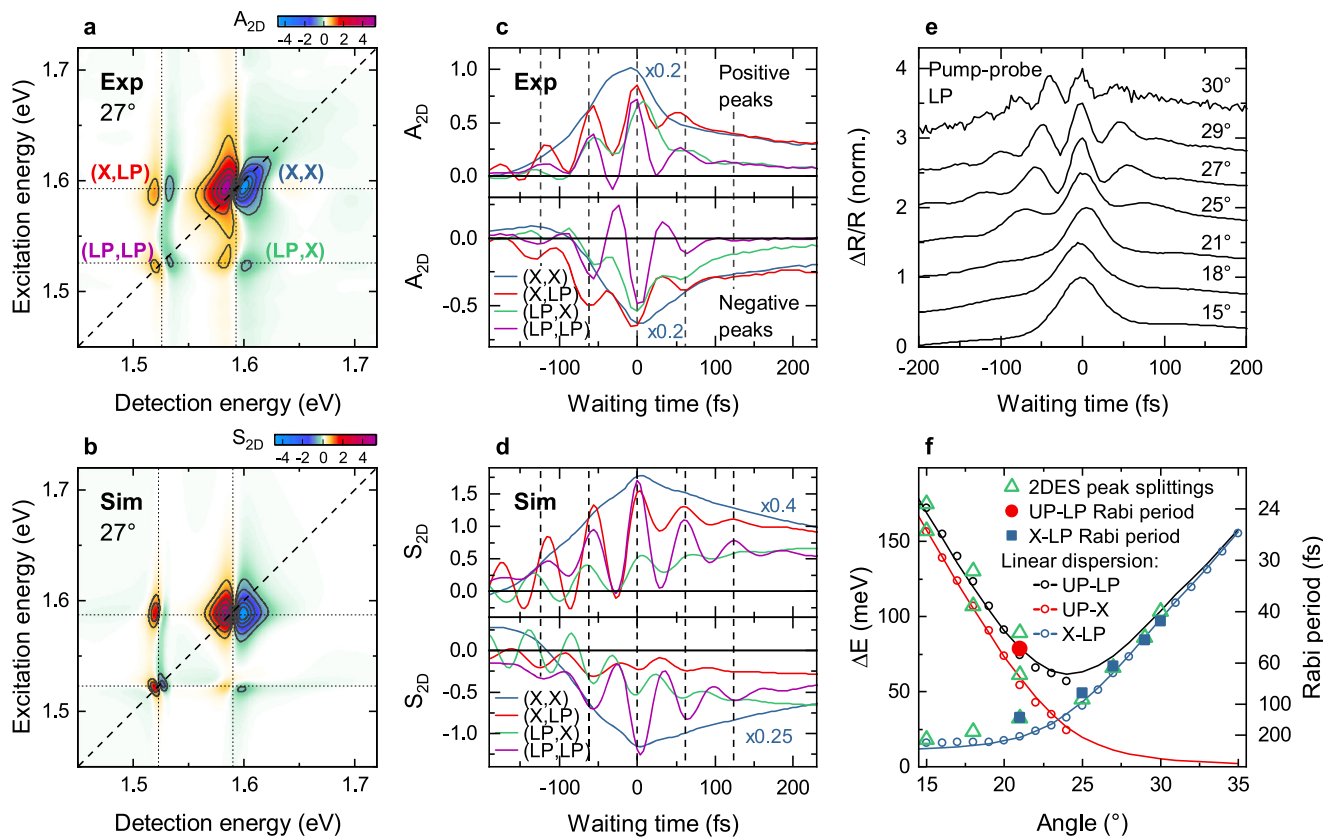 a
A2D
-4 -2 0 2 4
Exp
27°
(X,LP)
(X,X)
(LP,LP)
(LP,X)
1.7
1.6
1.5
Excitation energy (eV)
1.5 1.6 1.7
Detection energy (eV)
b
S2D
-4 -2 0 2 4
Sim
27°
1.7
1.6
1.5
Excitation energy (eV)
1.5 1.6 1.7
Detection energy (eV)
c
Exp
x0.2
Positive
peaks
1.0
0.5
0.0
A2D
0.0
-0.5
A2D
(X,X)
(X,LP)
(LP,X)
(LP,LP)
x0.2
Negative
peaks
-100 0 100 200
Waiting time (fs)
d
Sim
x0.4
1.5
1.0
0.5
0.0
S2D
0.0
-0.5
-1.0
S2D
(X,X)
(X,LP)
(LP,X)
(LP,LP)
x0.25
-100 0 100 200
Waiting time (fs)
e
Pump-probe
LP
30°
29°
27°
25°
21°
18°
15°
4
3
2
1
0
ΔR/R (norm.)
-200 -100 0 100 200
Waiting time (fs)
f
2DES peak splittings
UP-LP Rabi period
X-LP Rabi period
Linear dispersion:
UP-LP
UP-X
X-LP
150
100
50
0
ΔE (meV)
24
30
40
60
100
200
Rabi period (fs)
15 20 25 30 35
Angle (°)